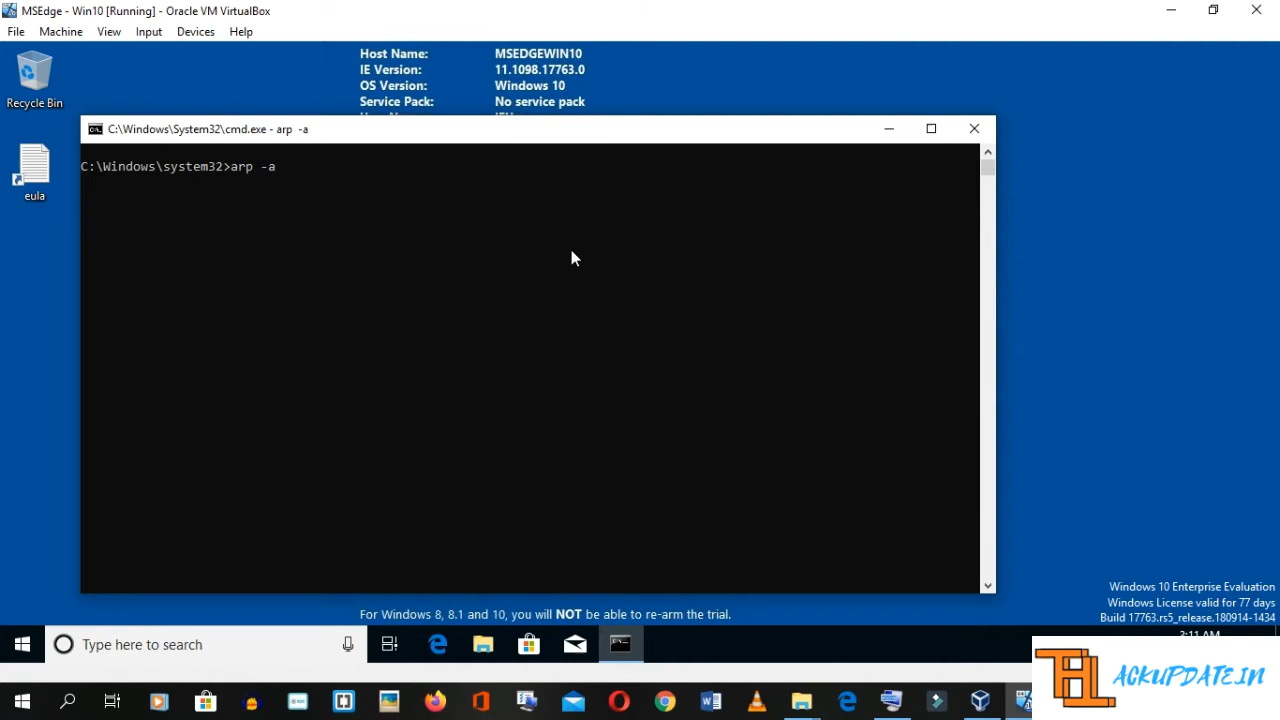 MSEdge - Win10 [Running] - Oracle VM VirtualBox
File Machine View Input Devices Help
Host Name: MSEDGEWIN10
IE Version: 11.1098.17763.0
OS Version: Windows 10
Service Pack: No service pack
Recycle Bin
C:\Windows\System32\cmd.exe - arp -a
C:\Windows\system32>arp -a
eula
Windows 10 Enterprise Evaluation
Windows License valid for 77 days
Build 17763.rs5_release.180914-1434
For Windows 8, 8.1 and 10, you will NOT be able to re-arm the trial.
Type here to search
3:11 AM
ACKUPDATE.IN